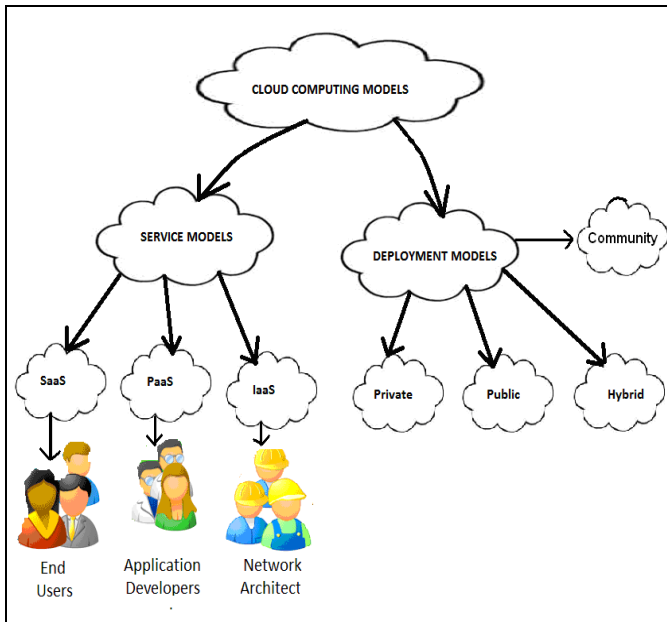 CLOUD COMPUTING MODELS
SERVICE MODELS
DEPLOYMENT MODELS
Community
SaaS
PaaS
IaaS
Private
Public
Hybrid
End
Users
Application
Developers
Network
Architect